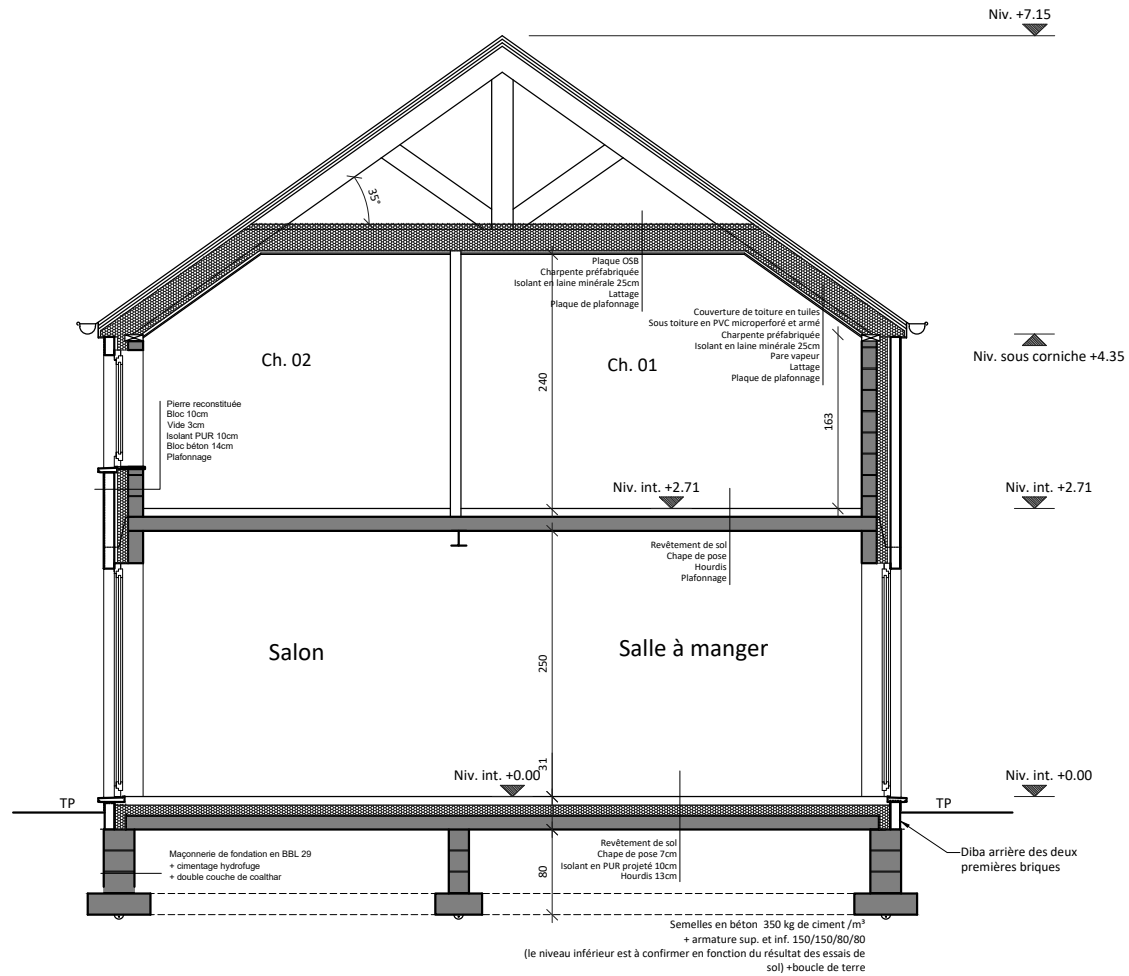 Niv. +7.15
35°
Plaque OSB
Charpente préfabriquée
Isolant en laine minérale 25cm
Lattage
Plaque de plafonnage
Couverture de toiture en tuiles
Sous toiture en PVC microperforé et armé
Charpente préfabriquée
Isolant en laine minérale 25cm
Pare vapeur
Lattage
Plaque de plafonnage
Niv. sous corniche +4.35
Ch. 02
Ch. 01
240
163
Pierre reconstituée
Bloc 10cm
Vide 3cm
Isolant PUR 10cm
Bloc béton 14cm
Plafonnage
Niv. int. +2.71
Niv. int. +2.71
Revêtement de sol
Chape de pose
Hourdis
Plafonnage
Salon
Salle à manger
250
31
Niv. int. +0.00
Niv. int. +0.00
TP
TP
Maçonnerie de fondation en BBL 29
+ cimentage hydrofuge
+ double couche de coalthar
80
Revêtement de sol
Chape de pose 7cm
Isolant en PUR projeté 10cm
Hourdis 13cm
Diba arrière des deux
premières briques
Semelles en béton 350 kg de ciment /m³
+ armature sup. et inf. 150/150/80/80
(le niveau inférieur est à confirmer en fonction du résultat des essais de
sol) +boucle de terre